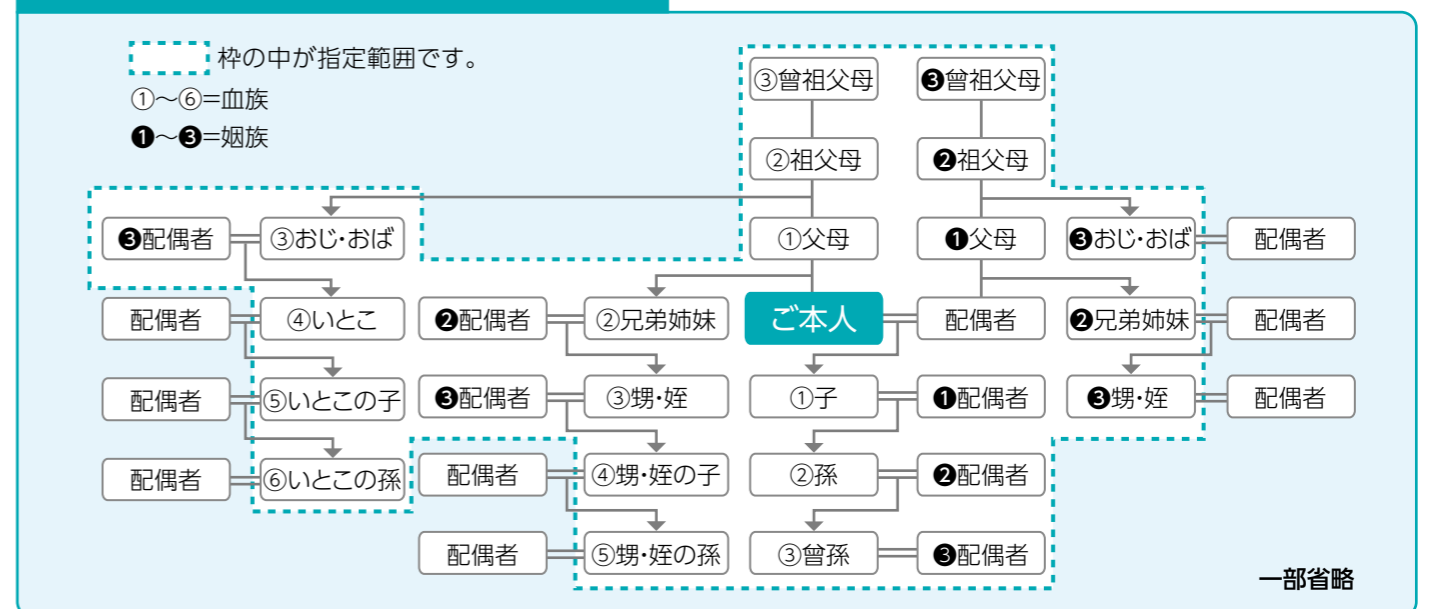 枠の中が指定範囲です。
①～⑥=血族
❶～❸=姻族
③曾祖父母 ❸曾祖父母
②祖父母 ❷祖父母
❸配偶者 ③おじ・おば ①父母 ❶父母 ❸おじ・おば 配偶者
配偶者 ④いとこ ❷配偶者 ②兄弟姉妹 ご本人 配偶者 ❷兄弟姉妹 配偶者
配偶者 ⑤いとこの子 ❸配偶者 ③甥・姪 ①子 ❶配偶者 ❸甥・姪 配偶者
配偶者 ⑥いとこの孫 配偶者 ④甥・姪の子 ②孫 ❷配偶者
配偶者 ⑤甥・姪の孫 ③曾孫 ❸配偶者
一部省略